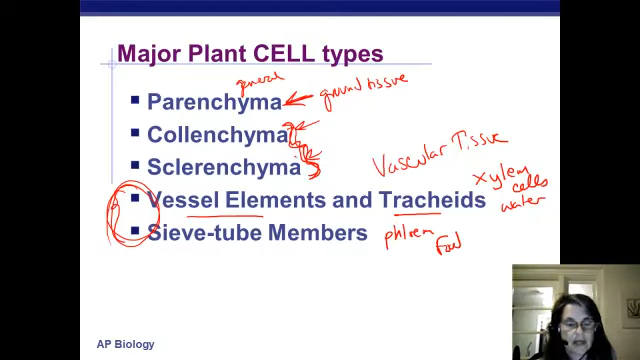 Major Plant CELL types
general
Parenchyma
ground tissue
Collenchyma
Sclerenchyma
Vascular Tissue
Vessel Elements and Tracheids
xylem
cells
water
Sieve-tube Members
phloem
food
AP Biology